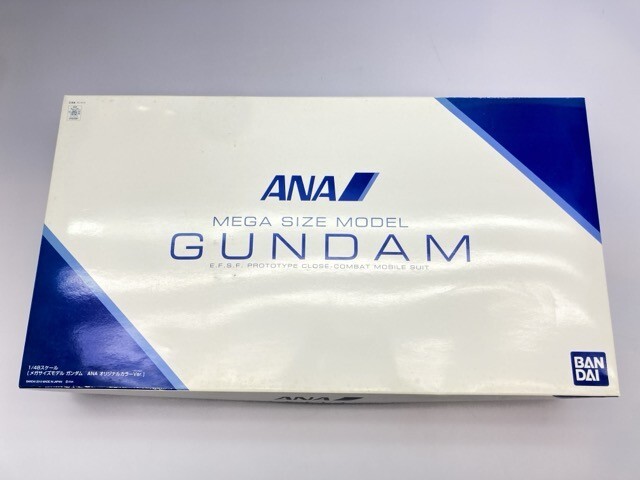 ANA
MEGA SIZE MODEL
GUNDAM
E.F.S.F. PROTOTYPE CLOSE-COMBAT MOBILE SUIT
1/48スケール
[メガサイズモデル ガンダム ANA オリジナルカラーVer.]
BAN
DAI
ANA